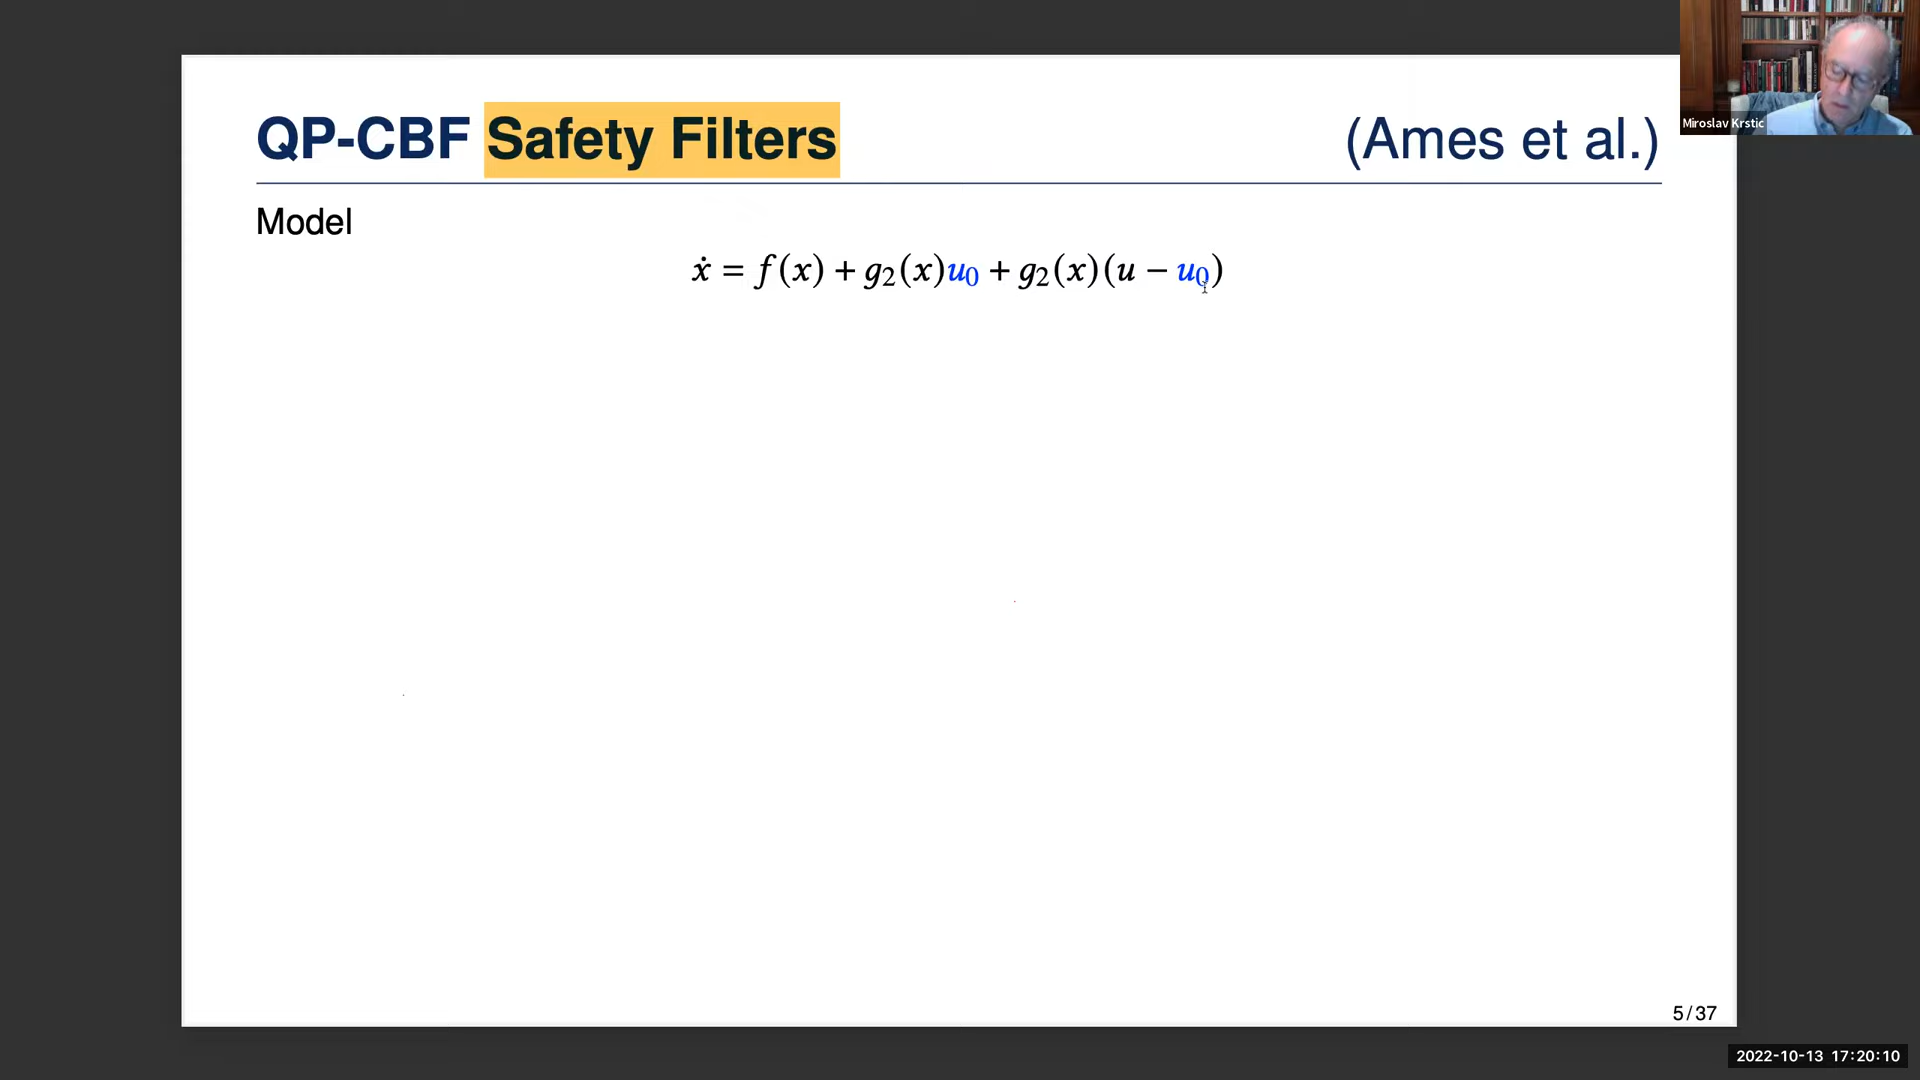 QP-CBF Safety Filters (Ames et al.)
Miroslav Krstic
Model
ẋ = f(x) + g₂(x)u₀ + g₂(x)(u − u₀)
5/37
2022-10-13 17:20:10